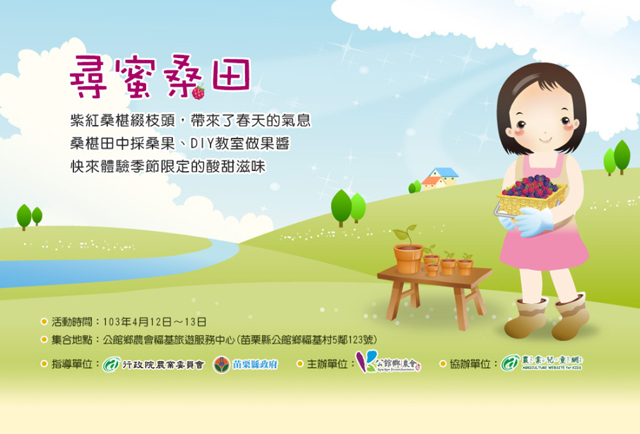 尋蜜桑田
紫紅桑椹綴枝頭，帶來了春天的氣息
桑椹田中採桑果、DIY教室做果醬
快來體驗季節限定的酸甜滋味
活動時間：103年4月12日～13日
集合地點：公館鄉農會福基旅遊服務中心(苗栗縣公館鄉福基村5鄰123號)
指導單位： 行政院農業委員會 苗栗縣政府 主辦單位： 公館鄉農會 協辦單位： 農業兒童網
AGRICULTURE WEBSITE for KIDS